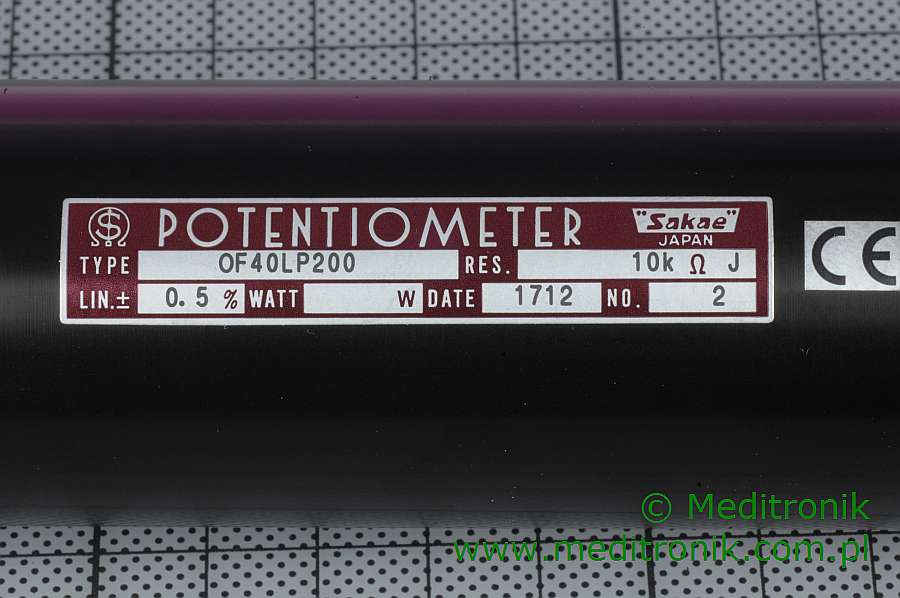 POTENTIOMETER "Sakae"
JAPAN
TYPE OF40LP200 RES. 10k Ω J
LIN.± 0.5 % WATT W DATE 1712 NO. 2
CE
© Meditronik
www.meditronik.com.pl